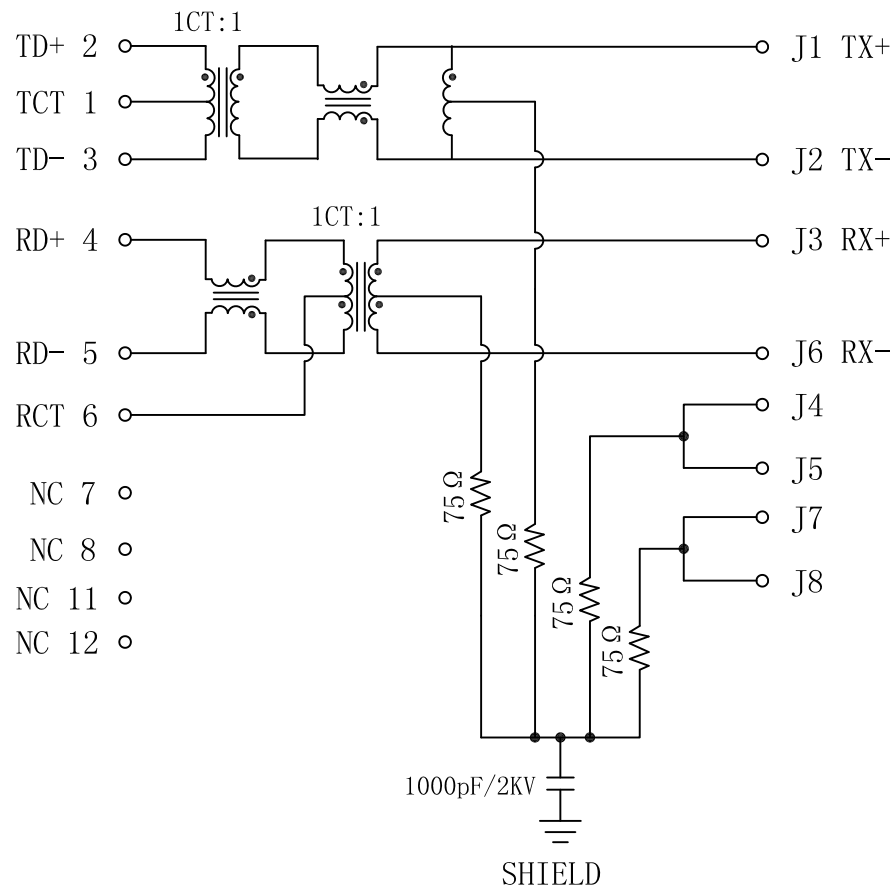 1CT:1
TD+ 2
J1 TX+
TCT 1
TD- 3
J2 TX-
1CT:1
RD+ 4
J3 RX+
RD- 5
J6 RX-
RCT 6
J4
J5
NC 7
75Ω
J7
NC 8
75Ω
J8
75Ω
NC 11
75Ω
NC 12
1000pF/2KV
SHIELD